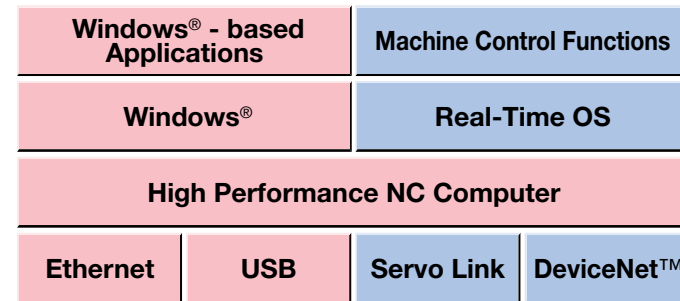 Windows® - based
Applications
Machine Control Functions
Windows®
Real-Time OS
High Performance NC Computer
Ethernet
USB
Servo Link
DeviceNet™